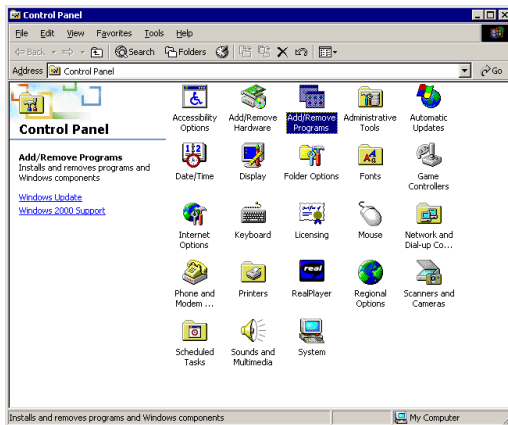 Control Panel
File Edit View Favorites Tools Help
Back Search Folders
Address Control Panel Go
Control Panel
Add/Remove Programs
Installs and removes programs and
Windows components
Windows Update
Windows 2000 Support
Accessibility
Options
Add/Remove
Hardware
Add/Remove
Programs
Administrative
Tools
Automatic
Updates
Date/Time
Display
Folder Options
Fonts
Game
Controllers
Internet
Options
Keyboard
Licensing
Mouse
Network and
Dial-up Co...
Phone and
Modem ...
Printers
real
RealPlayer
Regional
Options
Scanners and
Cameras
Scheduled
Tasks
Sounds and
Multimedia
System
Installs and removes programs and Windows components My Computer